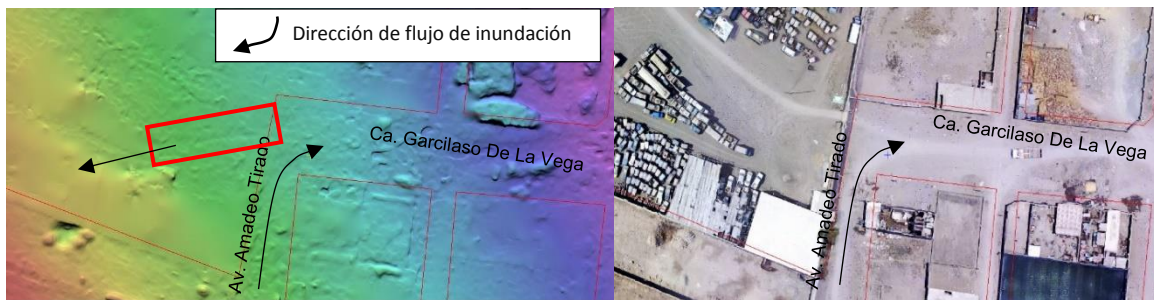 Dirección de flujo de inundación
Ca. Garcilaso De La Vega
Av. Amadeo Tirado
Ca. Garcilaso De La Vega
Av. Amadeo Tirado